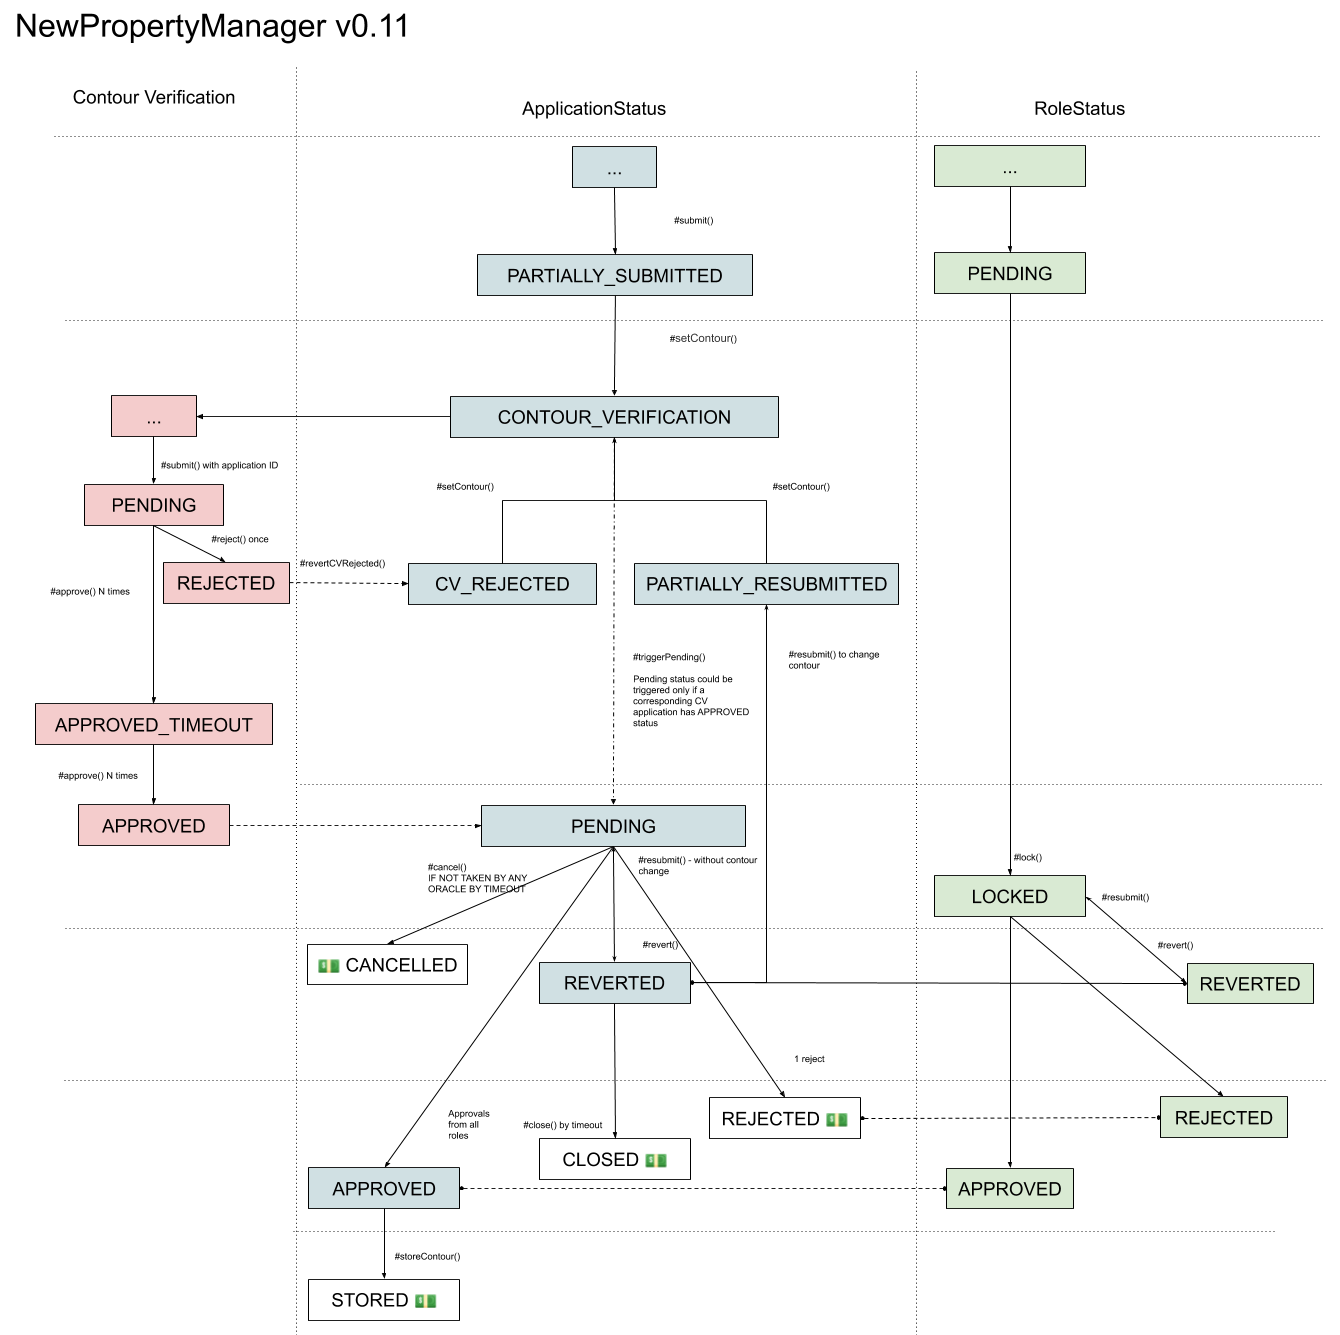 NewPropertyManager v0.11
Contour Verification
ApplicationStatus
RoleStatus
...
...
#submit()
PARTIALLY_SUBMITTED
PENDING
#setContour()
...
CONTOUR_VERIFICATION
#submit() with application ID
#setContour()
#setContour()
PENDING
#reject() once
#revertCVRejected()
REJECTED
CV_REJECTED
PARTIALLY_RESUBMITTED
#approve() N times
#triggerPending()
Pending status could be
triggered only if a
corresponding CV
application has APPROVED
status
#resubmit() to change
contour
APPROVED_TIMEOUT
#approve() N times
APPROVED
PENDING
#cancel()
IF NOT TAKEN BY ANY
ORACLE BY TIMEOUT
#resubmit() - without contour
change
#lock()
LOCKED
#resubmit()
#revert()
#revert()
CANCELLED
REVERTED
REVERTED
1 reject
Approvals
from all
roles
#close() by timeout
REJECTED
REJECTED
CLOSED
APPROVED
APPROVED
#storeContour()
STORED